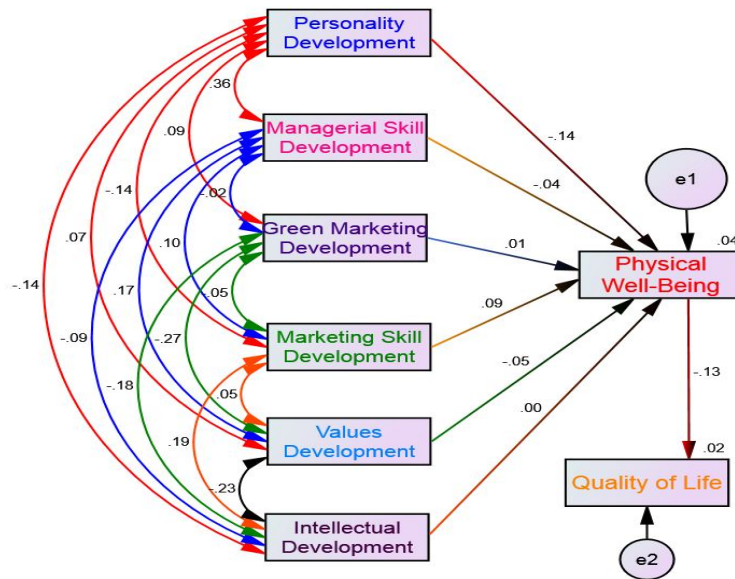 Personality
Development
.36
Managerial Skill
Development
.09
-.02
Green Marketing
Development
-.14
.07
.10
-.05
-.14
Marketing Skill
Development
.17
-.27
-.09
-.18
.05
Values
Development
.19
-.23
Intellectual
Development
-.14
-.04
.01
.09
-.05
.00
e1
.04
Physical
Well-Being
-.13
.02
Quality of Life
e2